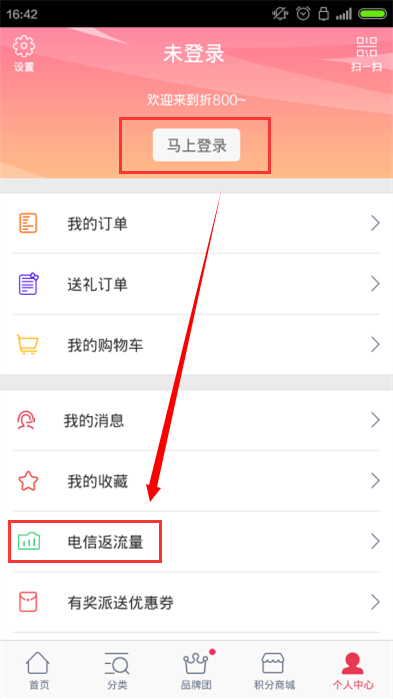 16:42
未登录
设置
扫一扫
欢迎来到折800~
马上登录
我的订单
送礼订单
我的购物车
我的消息
我的收藏
电信返流量
有奖派送优惠券
首页
分类
品牌团
积分商城
个人中心